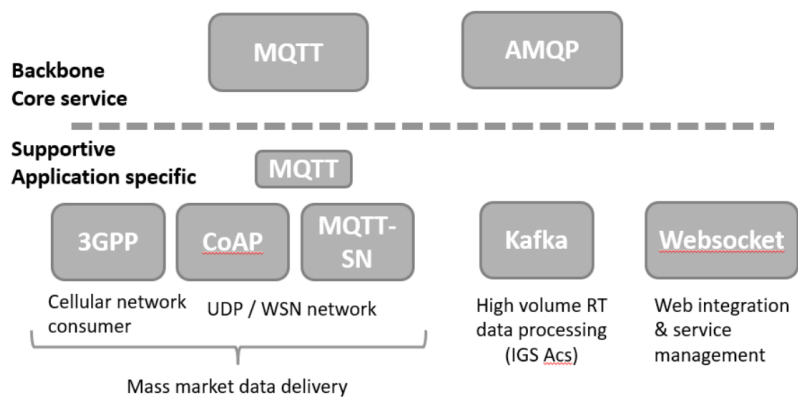 MQTT
AMQP
Backbone
Core service
Supportive
Application specific
MQTT
3GPP
CoAP
MQTT-
SN
Kafka
Websocket
Cellular network
consumer
UDP / WSN network
High volume RT
data processing
(IGS Acs)
Web integration
& service
management
Mass market data delivery